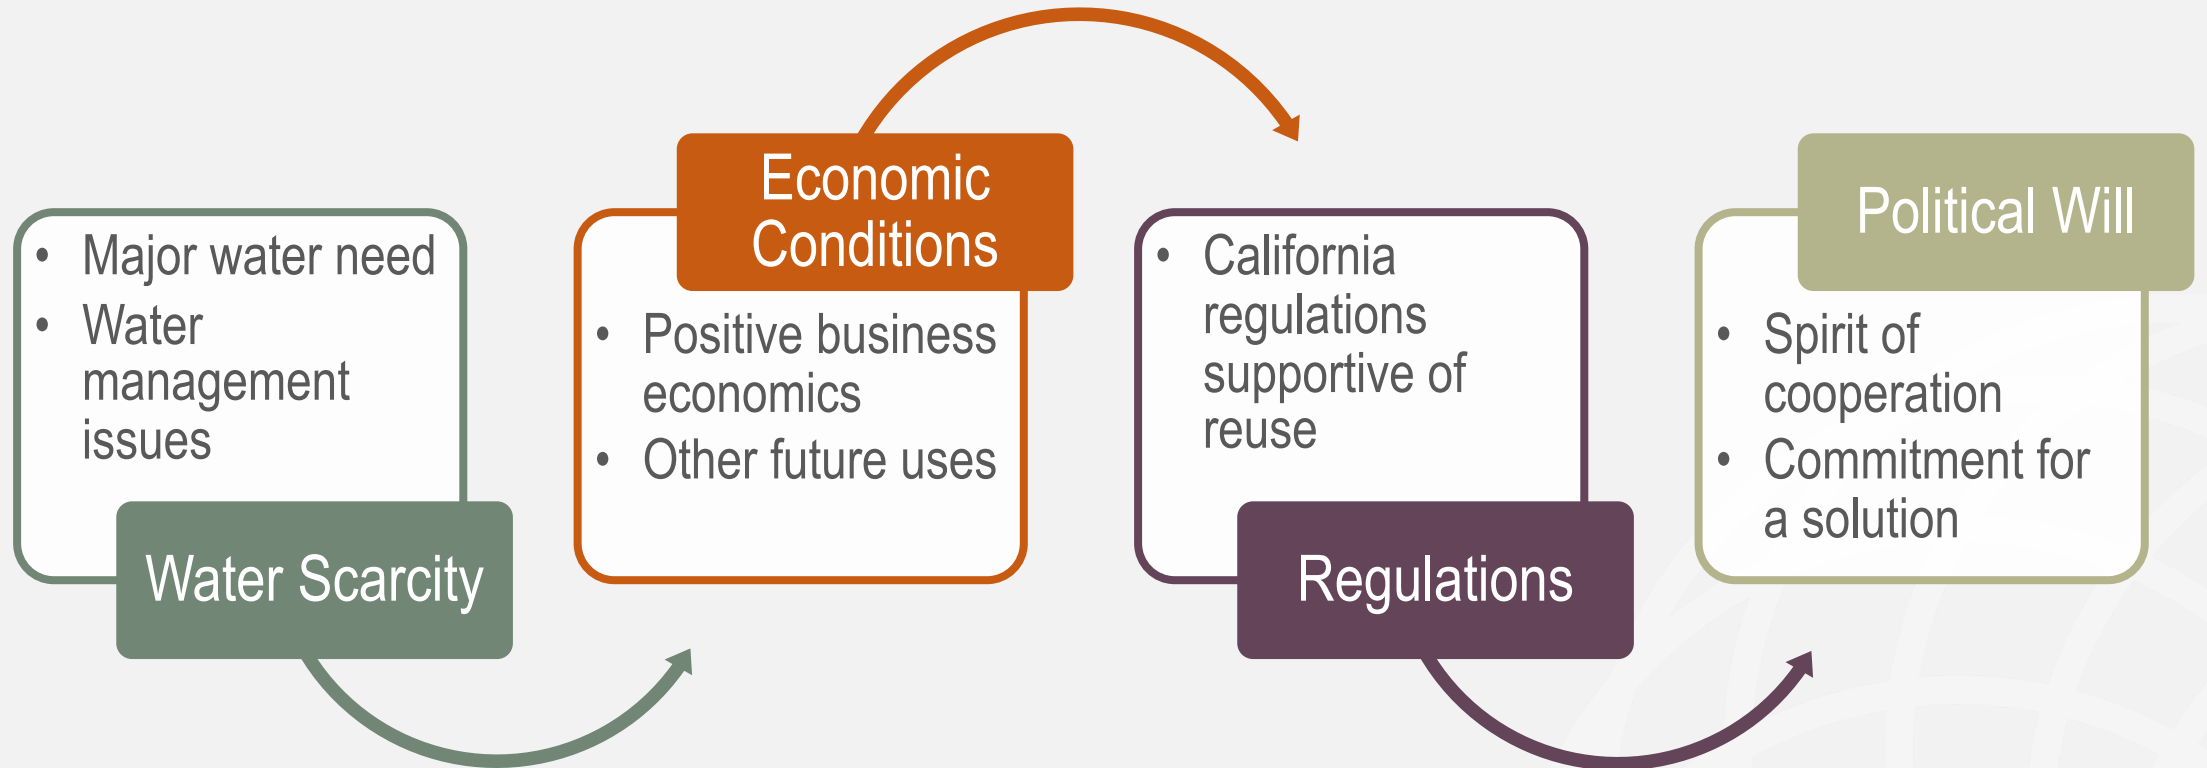 • Major water need
• Water
management
issues
Water Scarcity
Economic
Conditions
• Positive business
economics
• Other future uses
• California
regulations
supportive of
reuse
Regulations
Political Will
• Spirit of
cooperation
• Commitment for
a solution